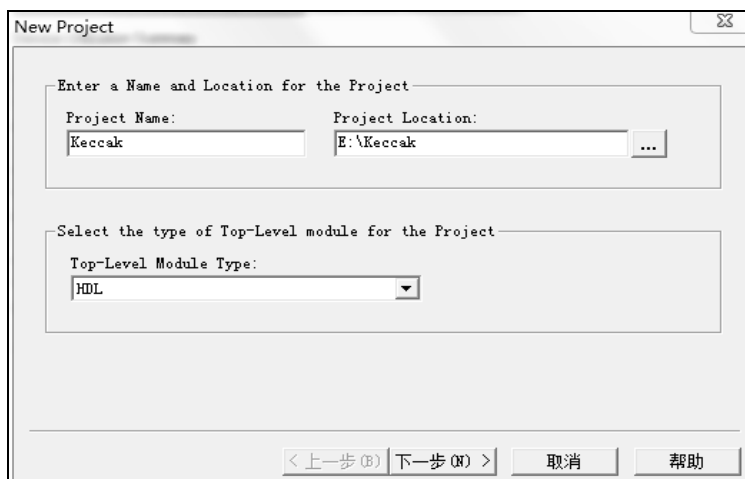 New Project
Enter a Name and Location for the Project
Project Name: Project Location:
Keccak E:\Keccak ...
Select the type of Top-Level module for the Project
Top-Level Module Type:
HDL
< 上一步(B) 下一步(N) > 取消 帮助